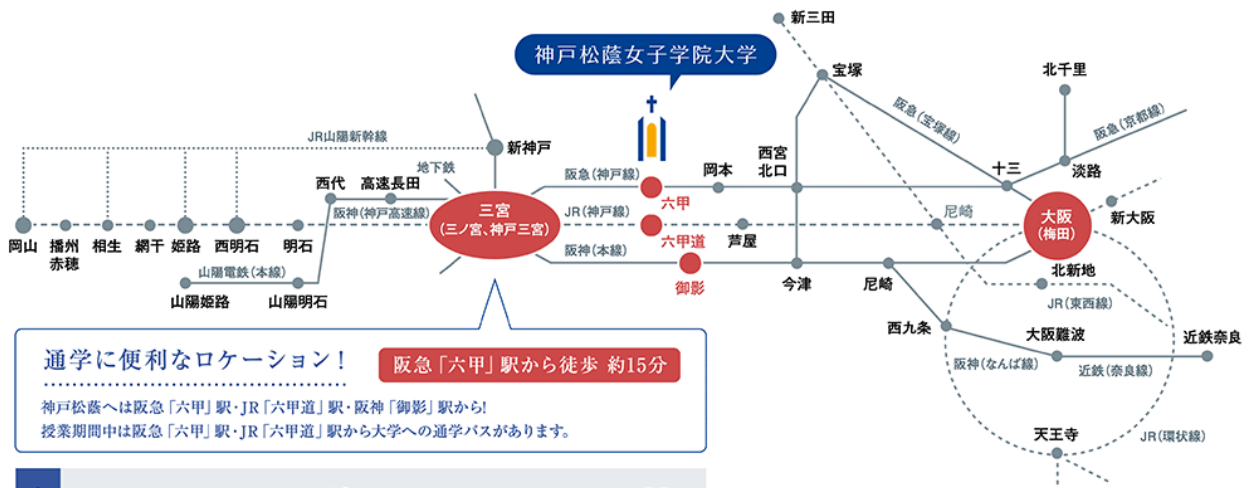 新三田
神戸松蔭女子学院大学
宝塚
北千里
阪急(宝塚線)
阪急(京都線)
JR山陽新幹線
新神戸
地下鉄
西宮
北口
岡本
十三
淡路
西代
高速長田
阪急(神戸線)
六甲
阪神(神戸高速線)
三宮
(三ノ宮、神戸三宮)
JR(神戸線)
尼崎
大阪
(梅田)
新大阪
岡山
播州
赤穂
相生
網干
姫路
西明石
明石
六甲道
芦屋
阪神(本線)
山陽電鉄(本線)
山陽姫路
山陽明石
御影
今津
尼崎
北新地
JR(東西線)
西九条
大阪難波
近鉄奈良
阪神(なんば線)
近鉄(奈良線)
天王寺
JR(環状線)
通学に便利なロケーション!
阪急「六甲」駅から徒歩 約15分
神戸松蔭へは阪急「六甲」駅・JR「六甲道」駅・阪神「御影」駅から!
授業期間中は阪急「六甲」駅・JR「六甲道」駅から大学への通学バスがあります。